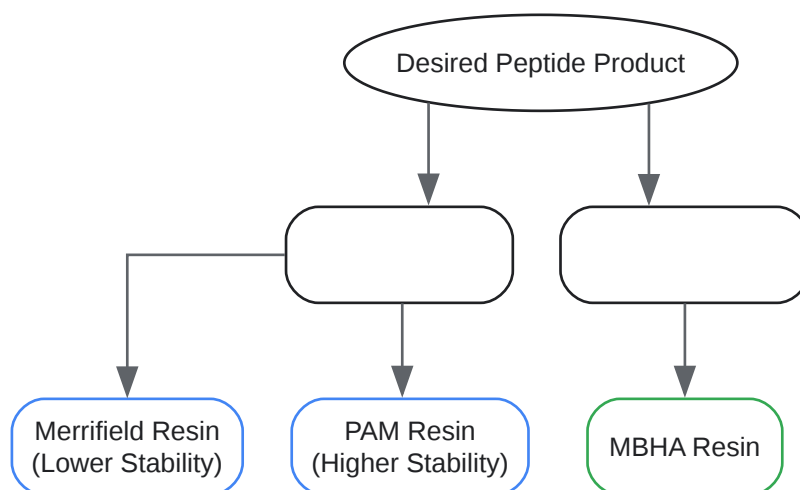 Desired Peptide Product
Merrifield Resin
(Lower Stability)
PAM Resin
(Higher Stability)
MBHA Resin